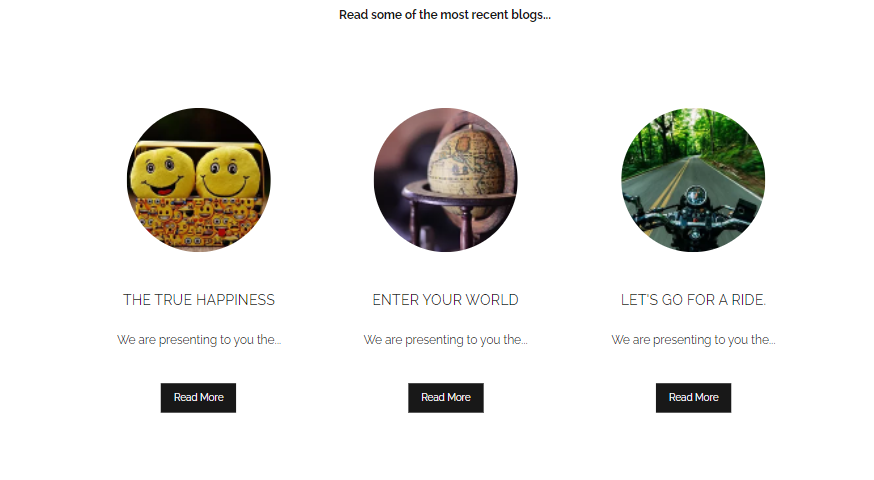 Read some of the most recent blogs...
THE TRUE HAPPINESS
ENTER YOUR WORLD
LET'S GO FOR A RIDE.
We are presenting to you the...
We are presenting to you the...
We are presenting to you the...
Read More
Read More
Read More